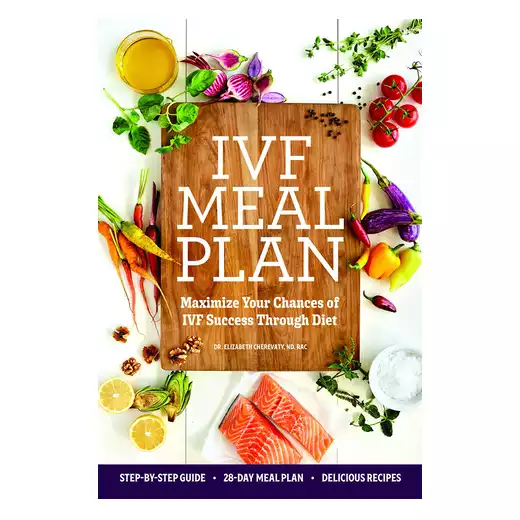 IVF
MEAL
PLAN
Maximize Your Chances of
IVF Success Through Diet
DR. ELIZABETH CHEREVATY, ND, RAC
STEP-BY-STEP GUIDE • 28-DAY MEAL PLAN • DELICIOUS RECIPES